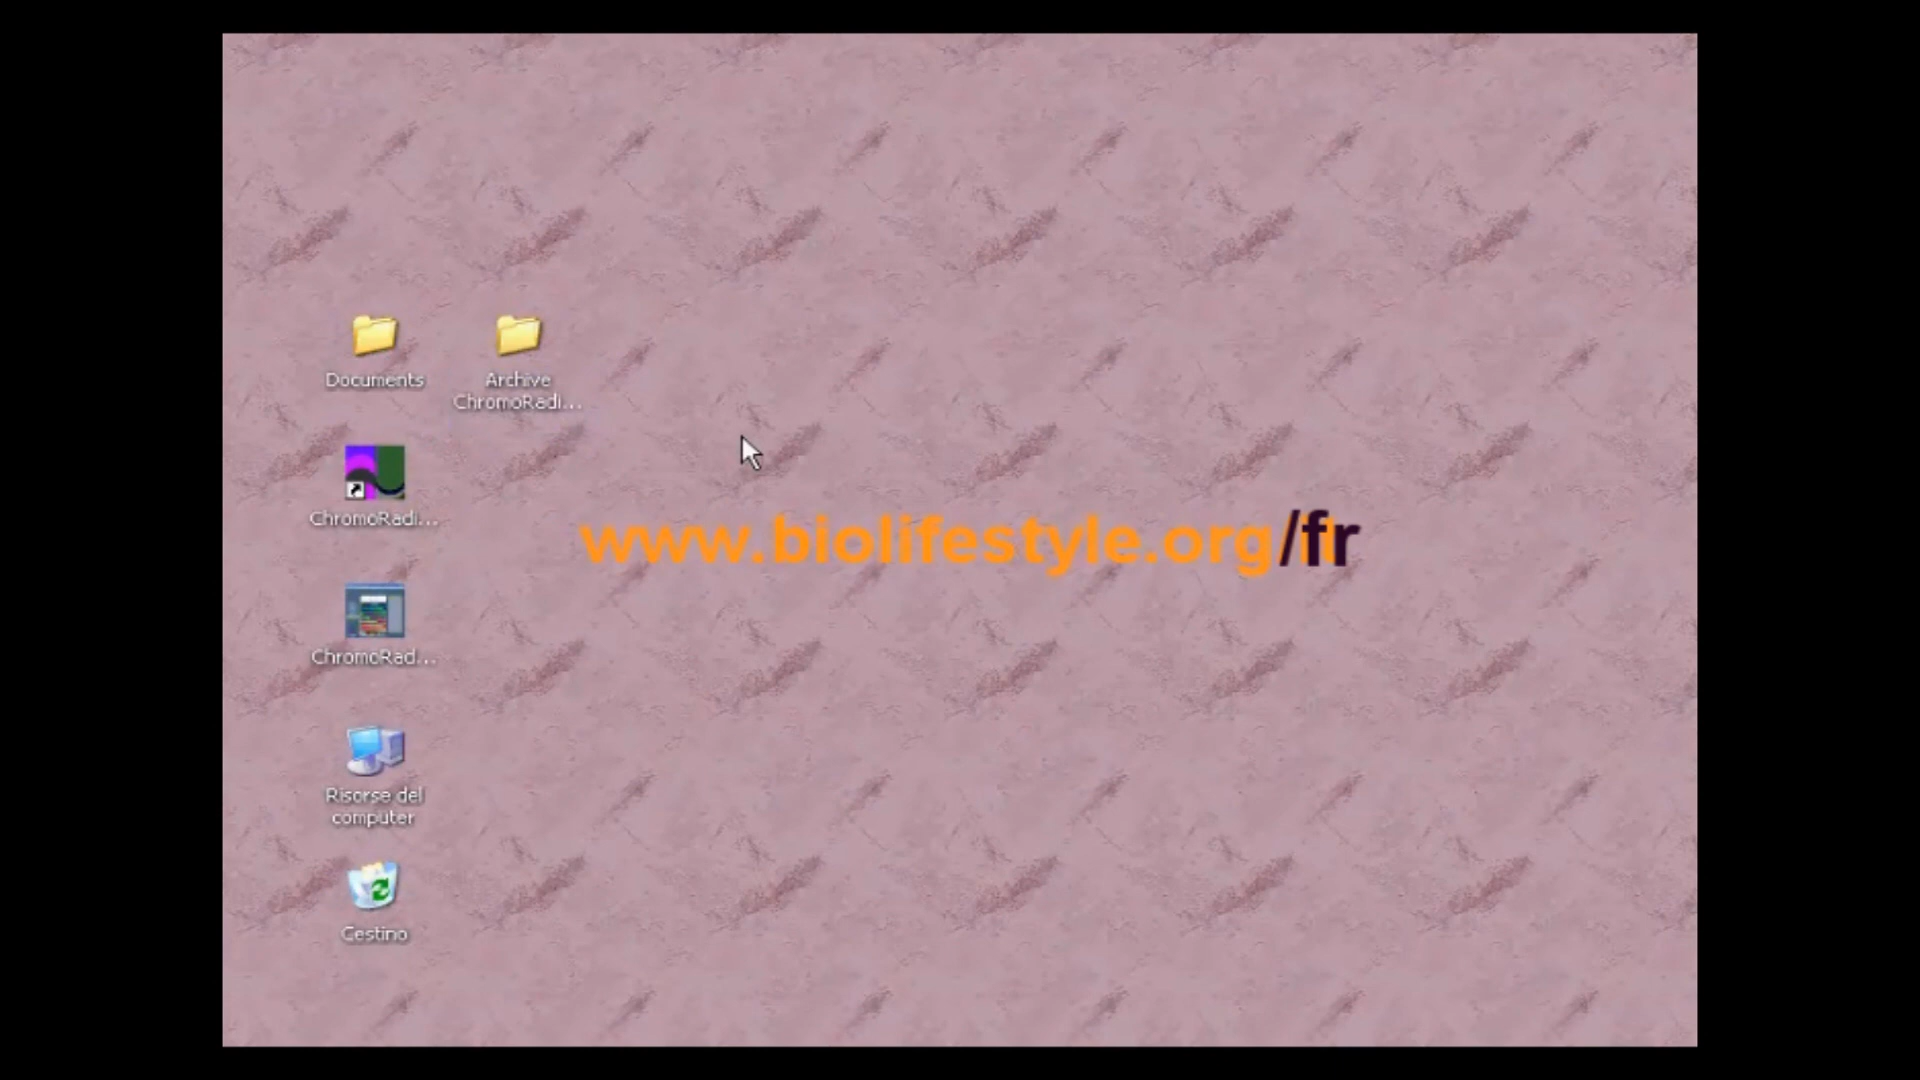 Documents
Archive
ChromoRadi...
ChromoRadi...
www.biolifestyle.org/fr
ChromoRad...
Risorse del
computer
Cestino